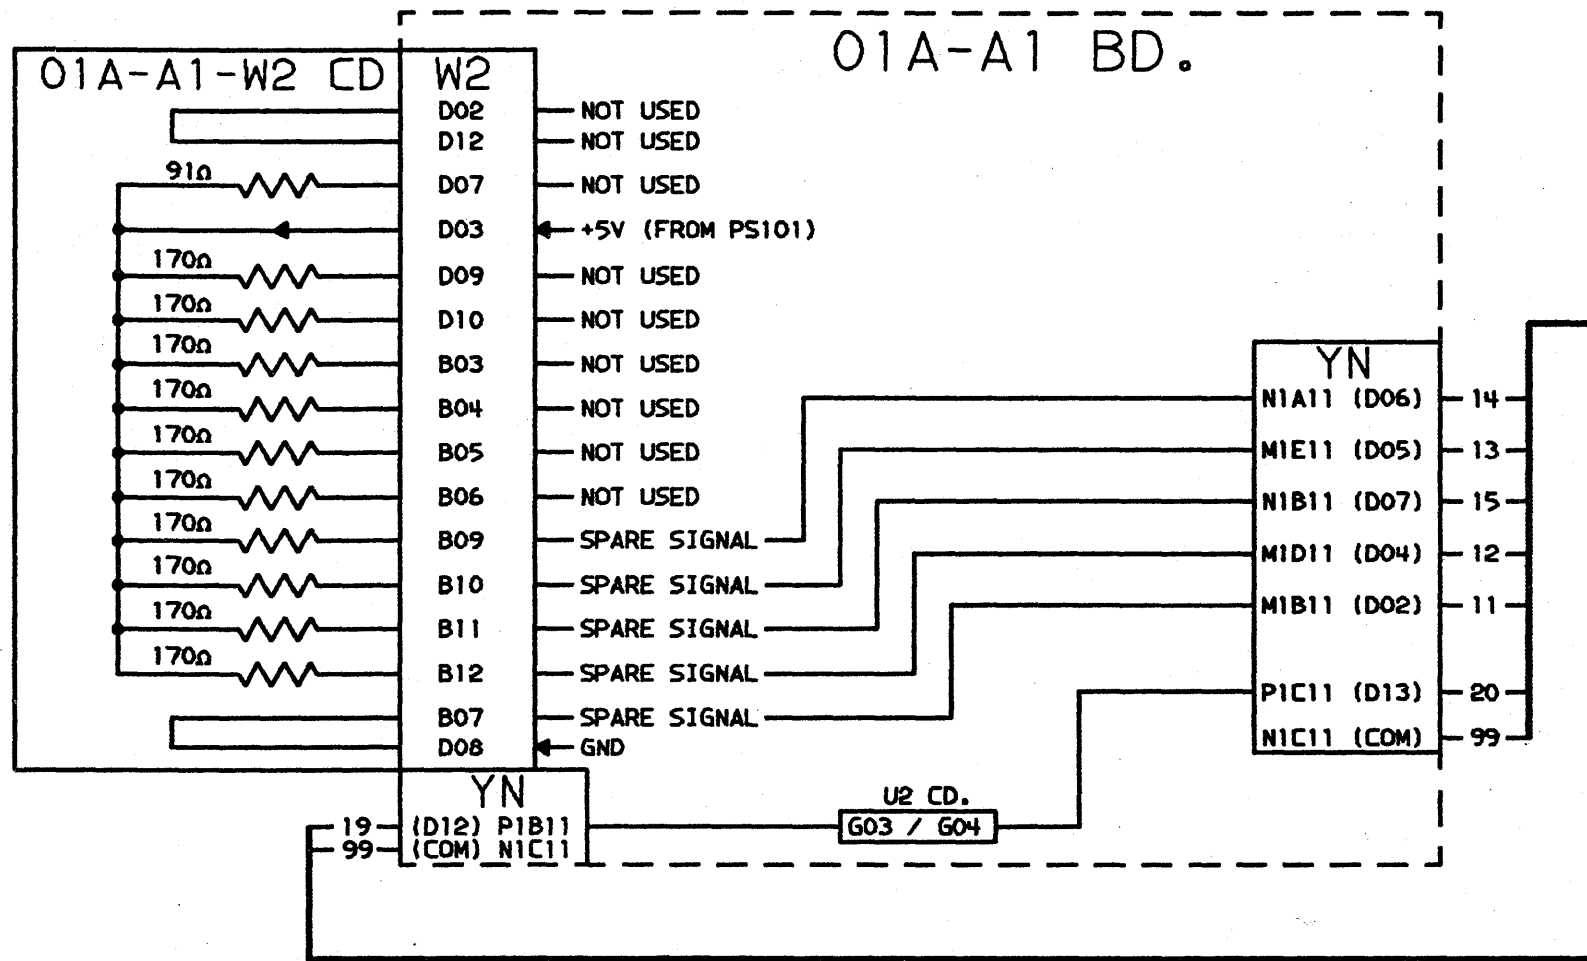 01A-A1 BD.
01A-A1-W2 CD
W2
D02 NOT USED
D12 NOT USED
91Ω D07 NOT USED
D03 +5V (FROM PS101)
170Ω D09 NOT USED
170Ω D10 NOT USED
170Ω B03 NOT USED
170Ω B04 NOT USED
170Ω B05 NOT USED
170Ω B06 NOT USED
170Ω B09 SPARE SIGNAL
170Ω B10 SPARE SIGNAL
170Ω B11 SPARE SIGNAL
170Ω B12 SPARE SIGNAL
B07 SPARE SIGNAL
D08 GND
YN
N1A11 (D06) 14
M1E11 (D05) 13
N1B11 (D07) 15
M1D11 (D04) 12
M1B11 (D02) 11
P1C11 (D13) 20
N1C11 (COM) 99
YN
19 (D12) P1B11
99 (COM) N1C11
U2 CD.
G03 / G04